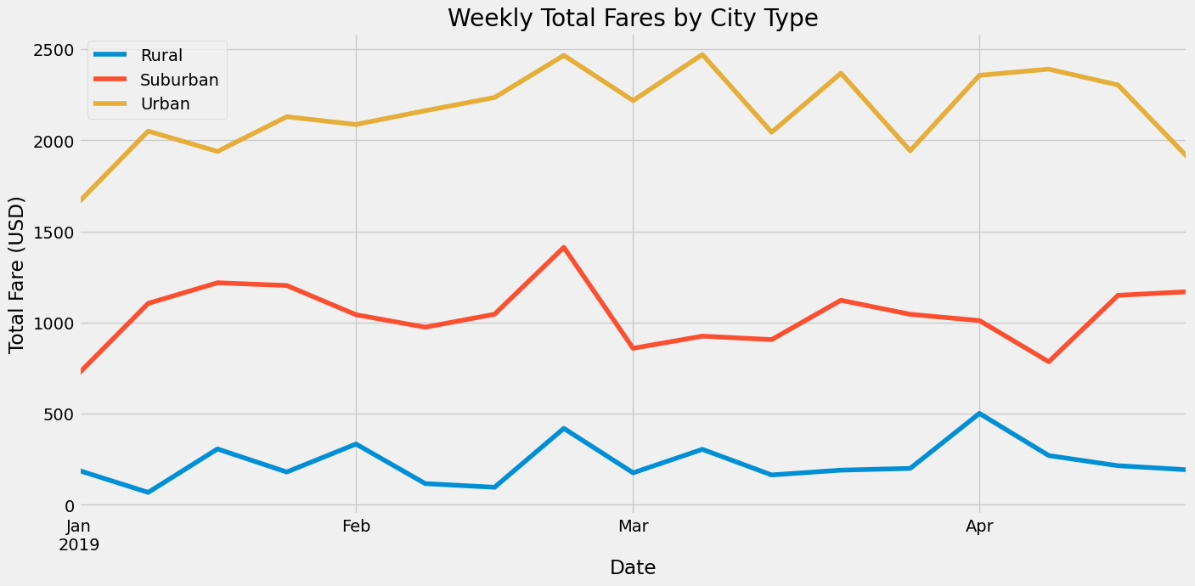 Weekly Total Fares by City Type
Rural
Suburban
Urban
Total Fare (USD)
2500
2000
1500
1000
500
0
Jan
2019
Feb
Mar
Apr
Date